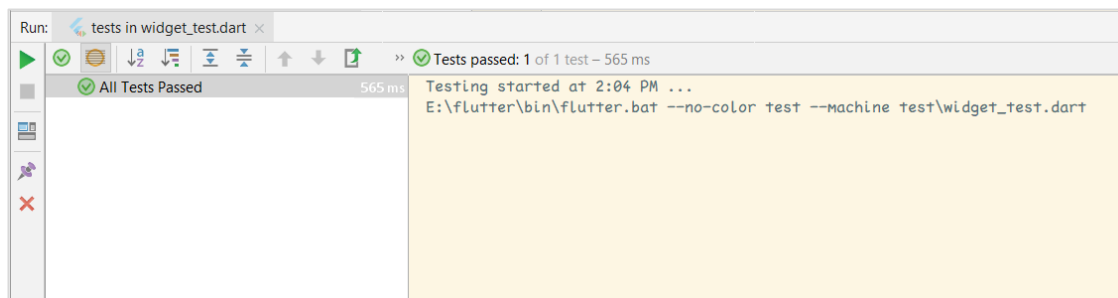 Run: tests in widget_test.dart
Tests passed: 1 of 1 test – 565 ms
All Tests Passed 565 ms
Testing started at 2:04 PM ...
E:\flutter\bin\flutter.bat --no-color test --machine test\widget_test.dart